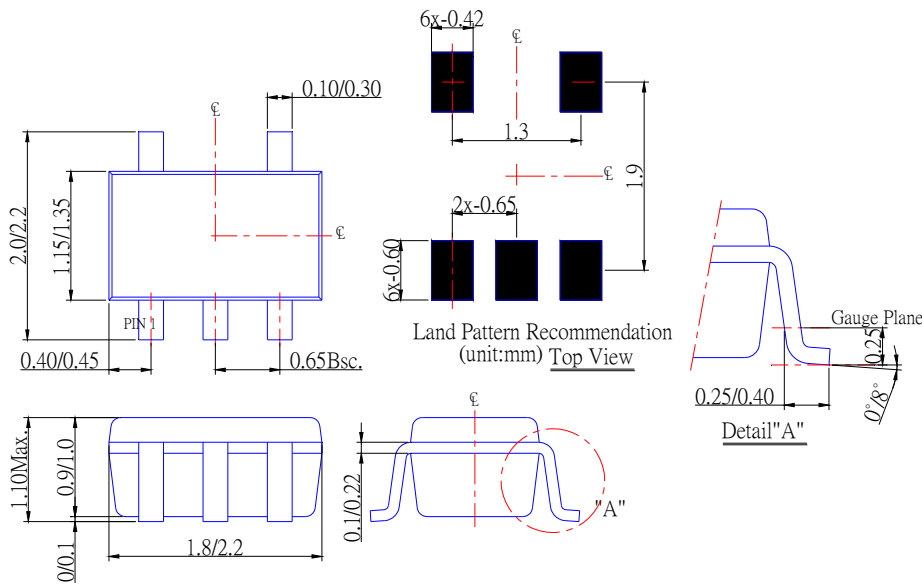 6x-0.42
℄
0.10/0.30
℄
1.3
2.0/2.2
1.15/1.35
℄
℄
1.9
2x-0.65
6x-0.60
PIN 1
0.40/0.45
0.65Bsc.
Land Pattern Recommendation
(unit:mm) Top View
Gauge Plane
0.25
0.25/0.40
0°/8°
Detail"A"
℄
1.10Max.
0.9/1.0
0/0.1
1.8/2.2
0.1/0.22
"A"